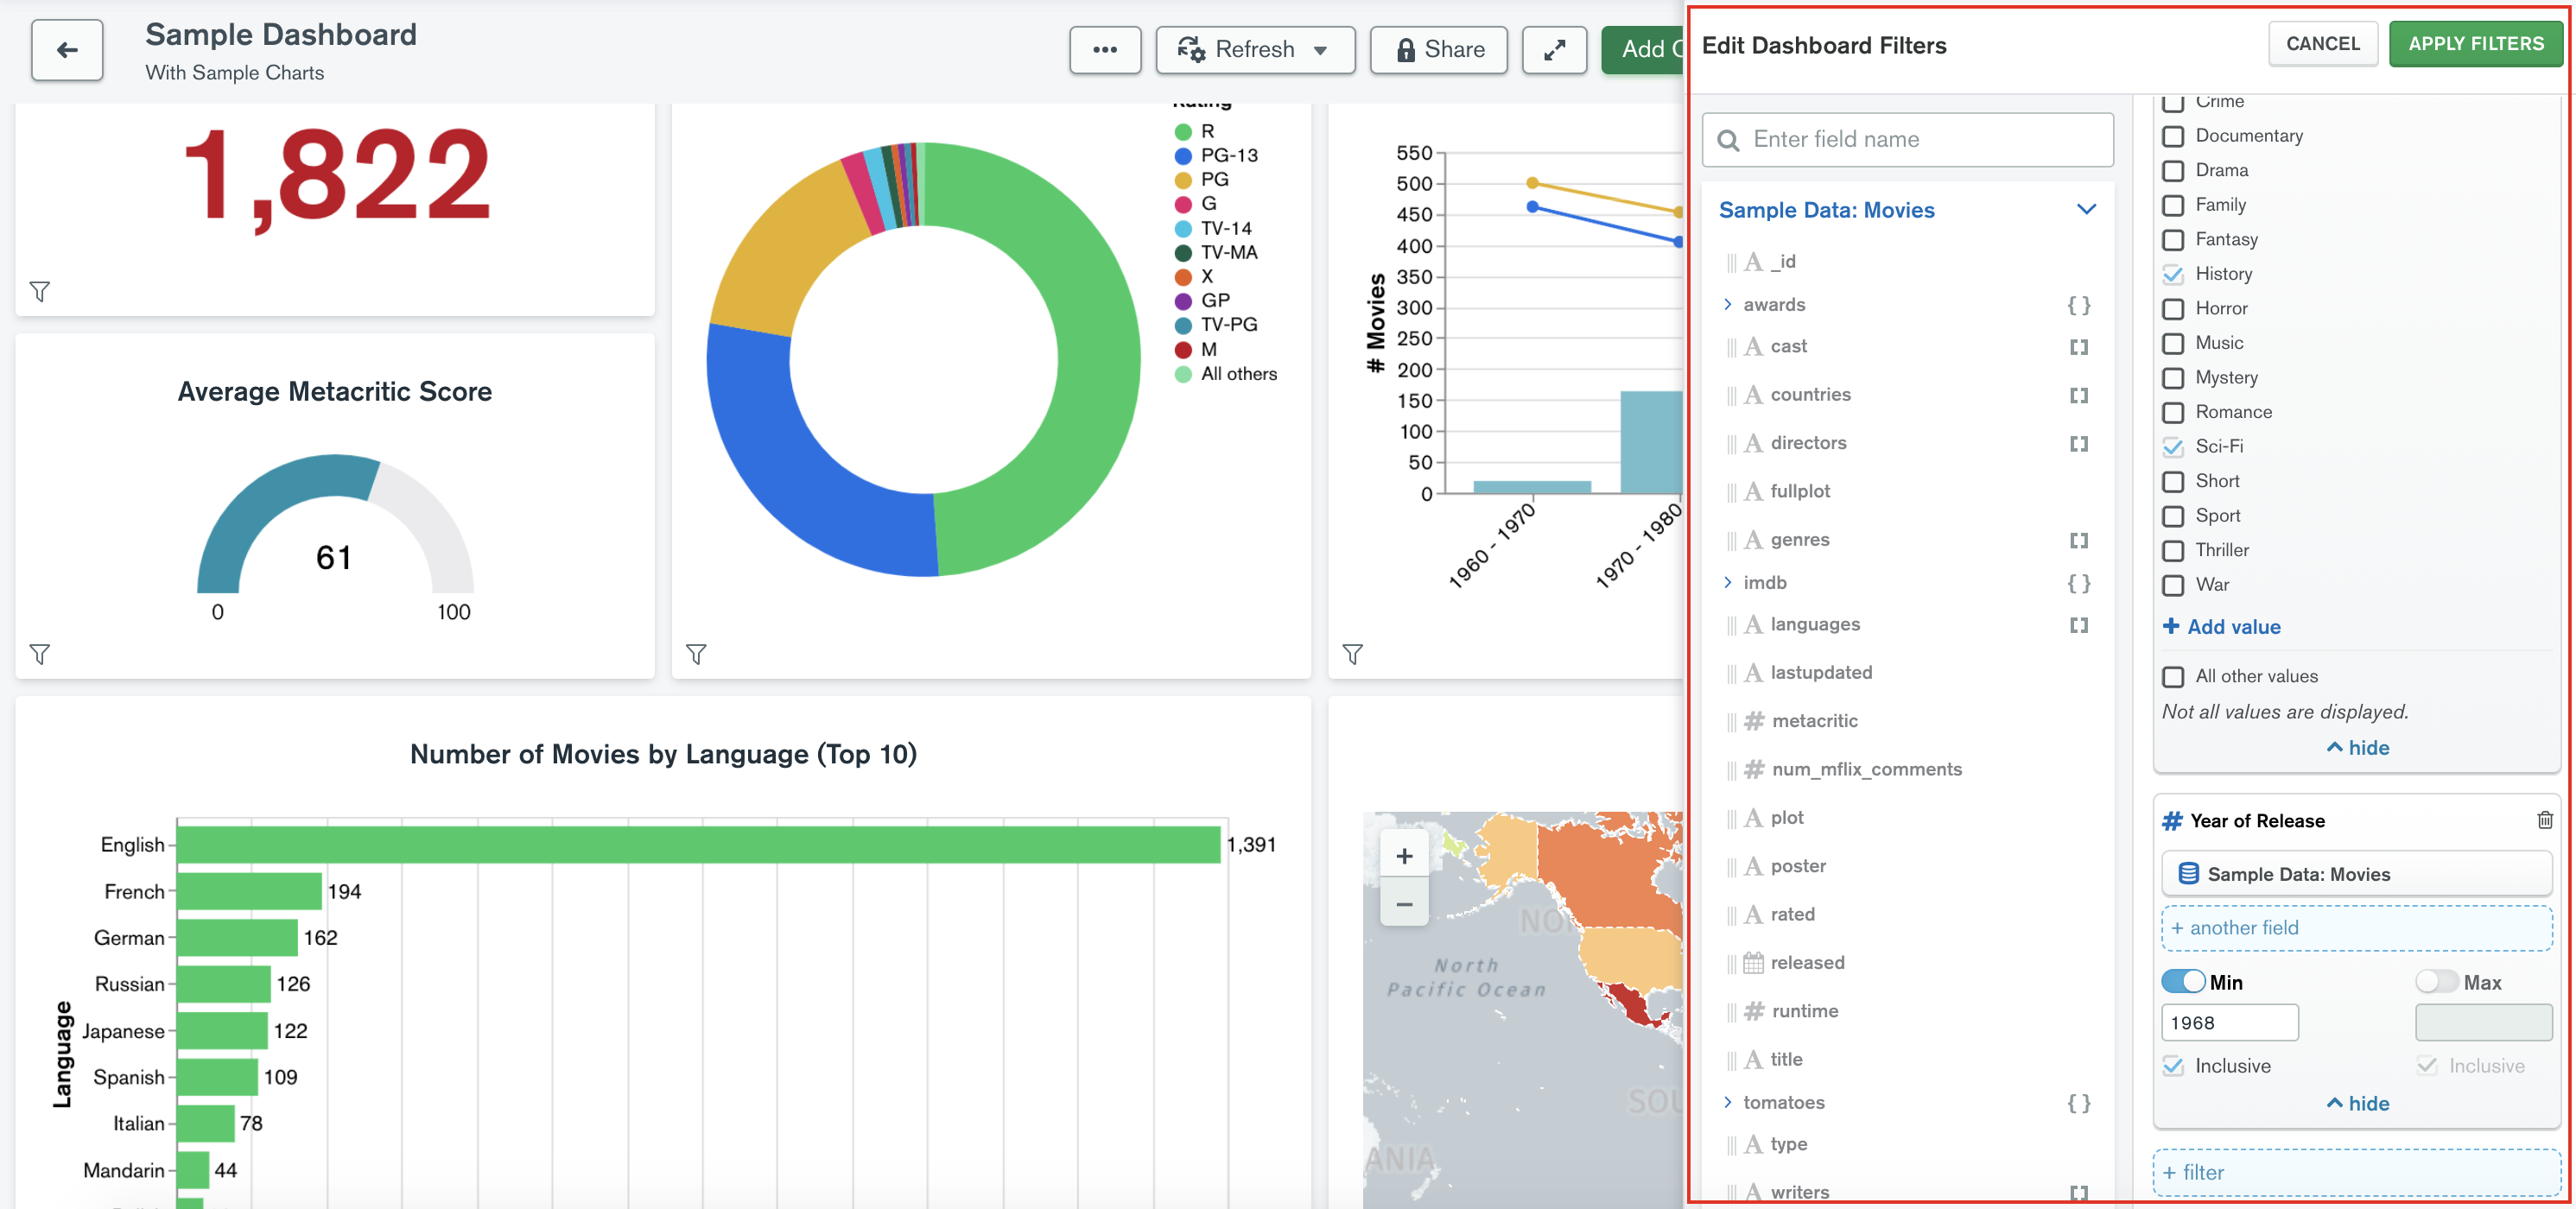 Sample Dashboard
With Sample Charts
Refresh
Share
Add C
1,822
Average Metacritic Score
61
0
100
Rating
R
PG-13
PG
G
TV-14
TV-MA
X
GP
TV-PG
M
All others
# Movies
550
500
450
400
350
300
250
200
150
100
50
0
1960 - 1970
1970 - 1980
Number of Movies by Language (Top 10)
Language
English 1,391
French 194
German 162
Russian 126
Japanese 122
Spanish 109
Italian 78
Mandarin 44
+
−
NO
North
Pacific Ocean
SOU
ANIA
Edit Dashboard Filters
CANCEL
APPLY FILTERS
Enter field name
Sample Data: Movies
A _id
awards { }
A cast [ ]
A countries [ ]
A directors [ ]
A fullplot
A genres [ ]
imdb { }
A languages [ ]
A lastupdated
# metacritic
# num_mflix_comments
A plot
A poster
A rated
released
# runtime
A title
tomatoes { }
A type
A writers [ ]
Crime
Documentary
Drama
Family
Fantasy
History
Horror
Music
Mystery
Romance
Sci-Fi
Short
Sport
Thriller
War
+ Add value
All other values
Not all values are displayed.
hide
# Year of Release
Sample Data: Movies
+ another field
Min
Max
1968
Inclusive
Inclusive
hide
+ filter